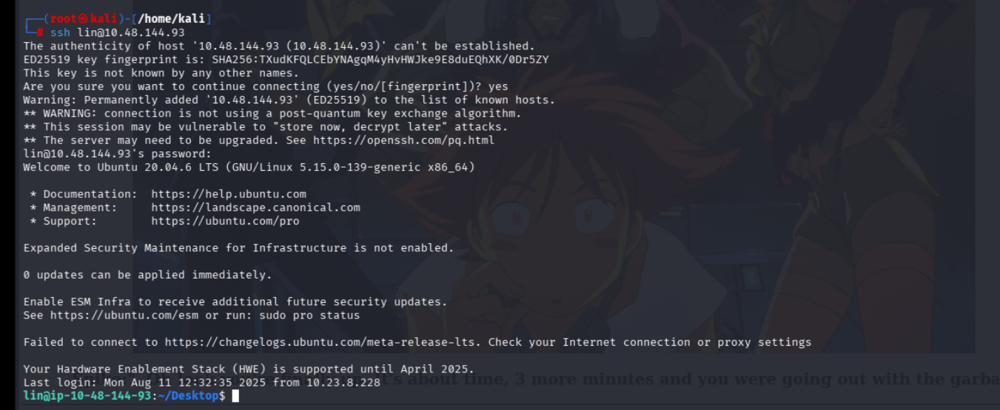 ┌──(root㉿kali)-[/home/kali]
└─# ssh lin@10.48.144.93
The authenticity of host '10.48.144.93 (10.48.144.93)' can't be established.
ED25519 key fingerprint is: SHA256:TXudKFQLCEbYNAgqM4yHvHWJke9E8duEQhXK/0Dr5ZY
This key is not known by any other names.
Are you sure you want to continue connecting (yes/no/[fingerprint])? yes
Warning: Permanently added '10.48.144.93' (ED25519) to the list of known hosts.
** WARNING: connection is not using a post-quantum key exchange algorithm.
** This session may be vulnerable to "store now, decrypt later" attacks.
** The server may need to be upgraded. See https://openssh.com/pq.html
lin@10.48.144.93's password:
Welcome to Ubuntu 20.04.6 LTS (GNU/Linux 5.15.0-139-generic x86_64)
* Documentation:  https://help.ubuntu.com
* Management:     https://landscape.canonical.com
* Support:        https://ubuntu.com/pro
Expanded Security Maintenance for Infrastructure is not enabled.
0 updates can be applied immediately.
Enable ESM Infra to receive additional future security updates.
See https://ubuntu.com/esm or run: sudo pro status
Failed to connect to https://changelogs.ubuntu.com/meta-release-lts. Check your Internet connection or proxy settings
Your Hardware Enablement Stack (HWE) is supported until April 2025.
Last login: Mon Aug 11 12:32:35 2025 from 10.23.8.228
's about time, 3 more minutes and you were going out with the garba
lin@ip-10-48-144-93:~/Desktop$